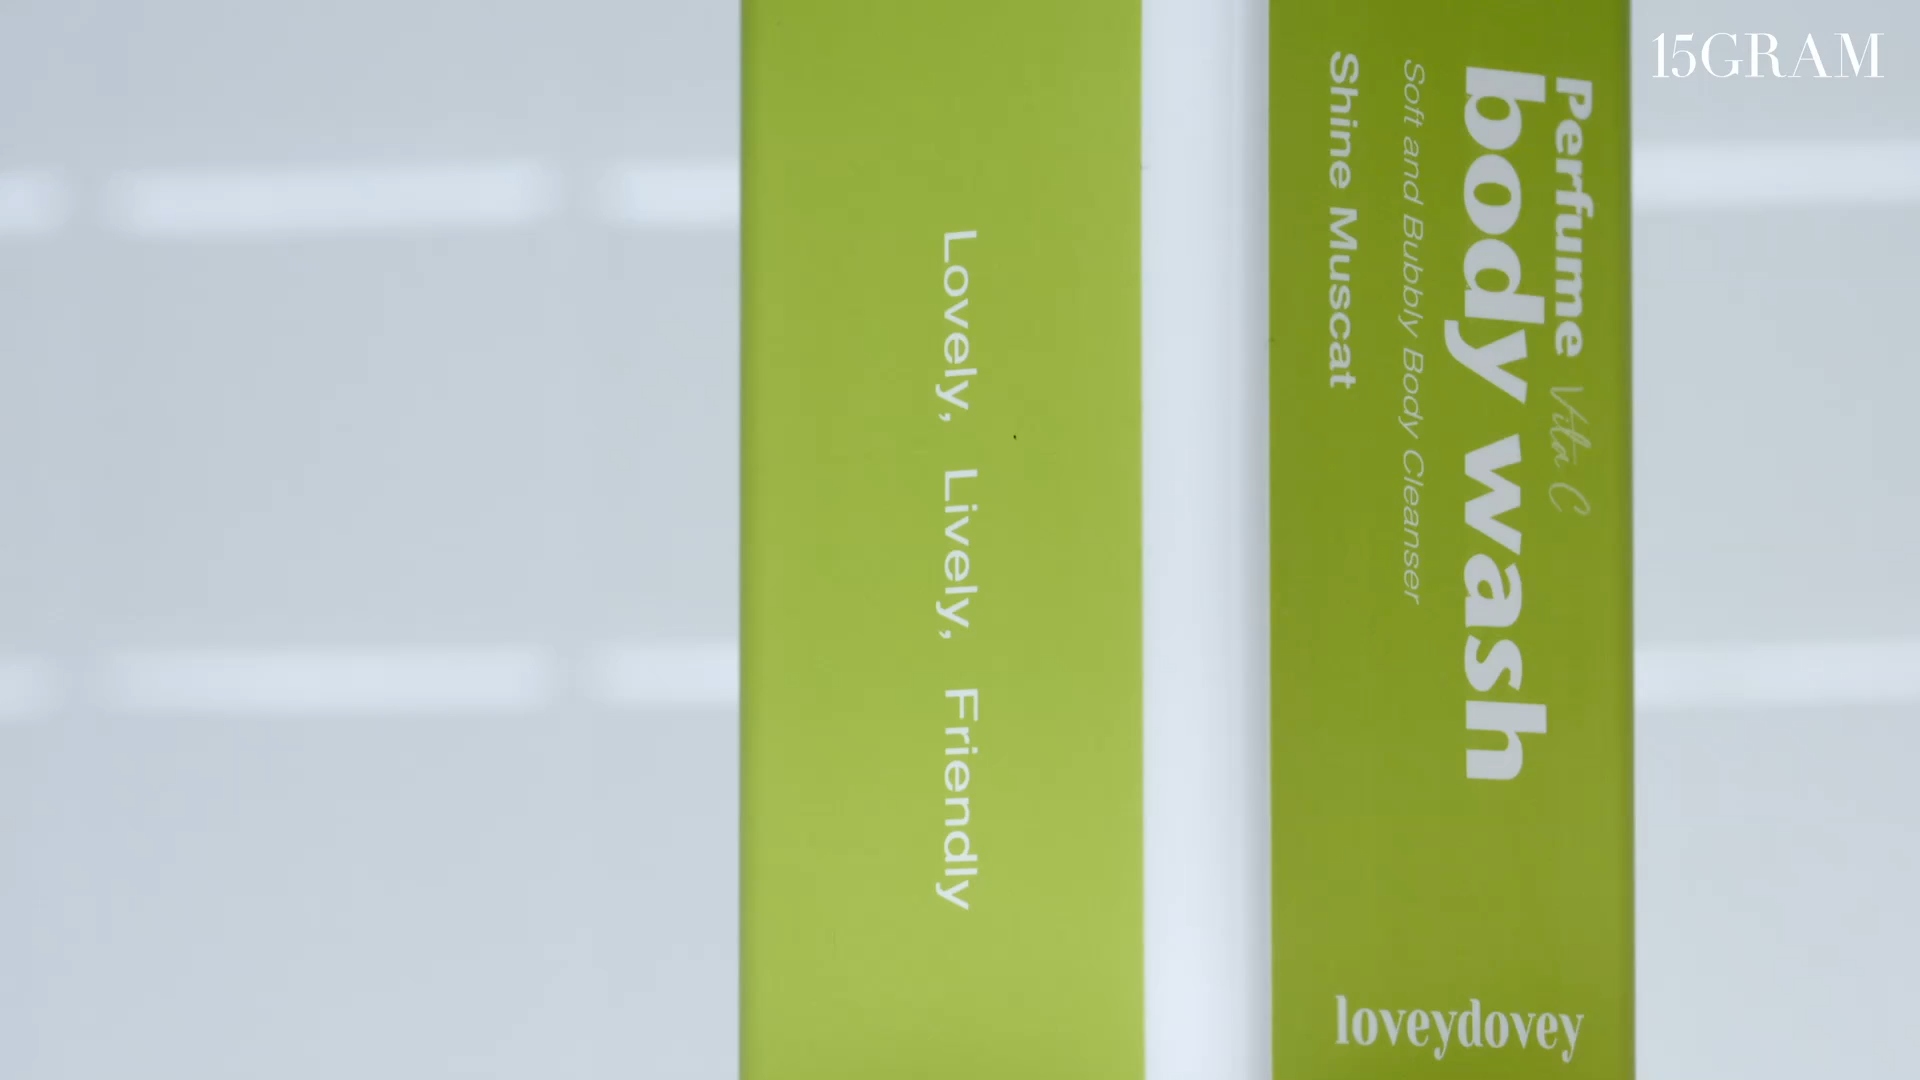 15GRAM
Lovely, Lively, Friendly
Perfume Vita C
body wash
Soft and Bubbly Body Cleanser
Shine Muscat
loveydovey